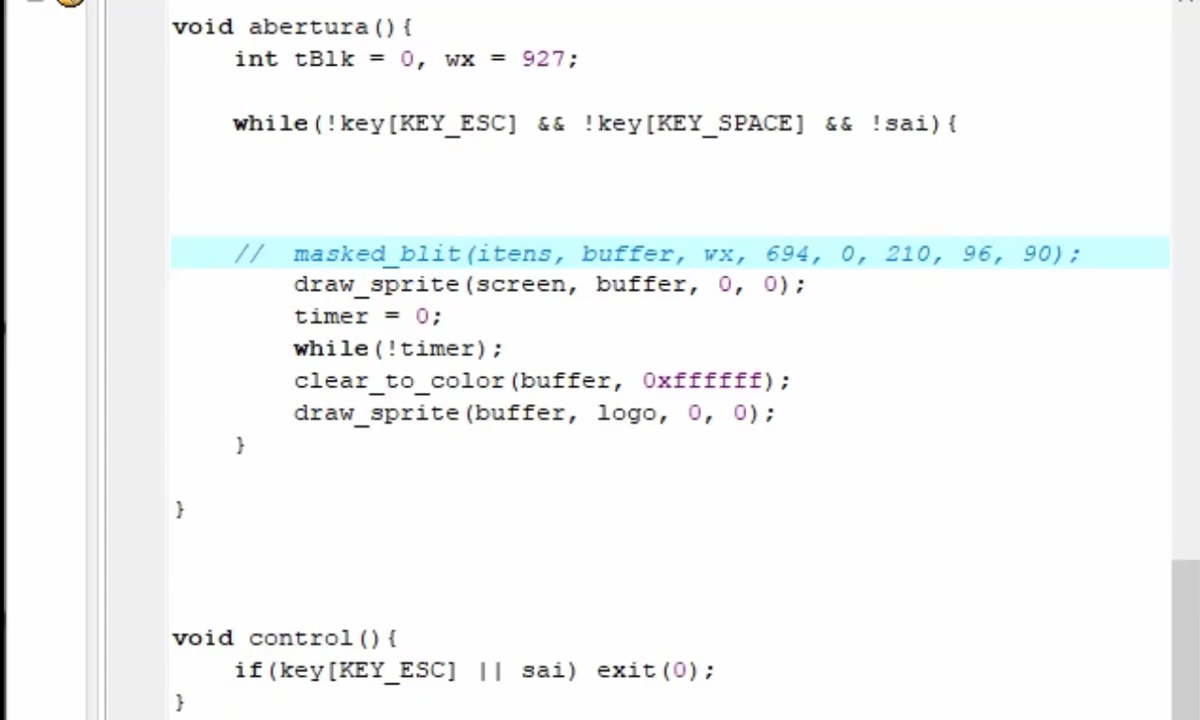 void abertura(){
int tBlk = 0, wx = 927;
while(!key[KEY_ESC] && !key[KEY_SPACE] && !sai){
//  masked_blit(itens, buffer, wx, 694, 0, 210, 96, 90);
draw_sprite(screen, buffer, 0, 0);
timer = 0;
while(!timer);
clear_to_color(buffer, 0xffffff);
draw_sprite(buffer, logo, 0, 0);
}
}
void control(){
if(key[KEY_ESC] || sai) exit(0);
}